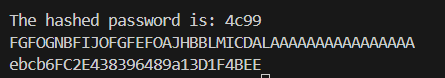 The hashed password is: 4c99
FGFOGNBFIJOFGFEFOAJHBBLMICDALAAAAAAAAAAAAAAAA
ebcb6FC2E438396489a13D1F4BEE